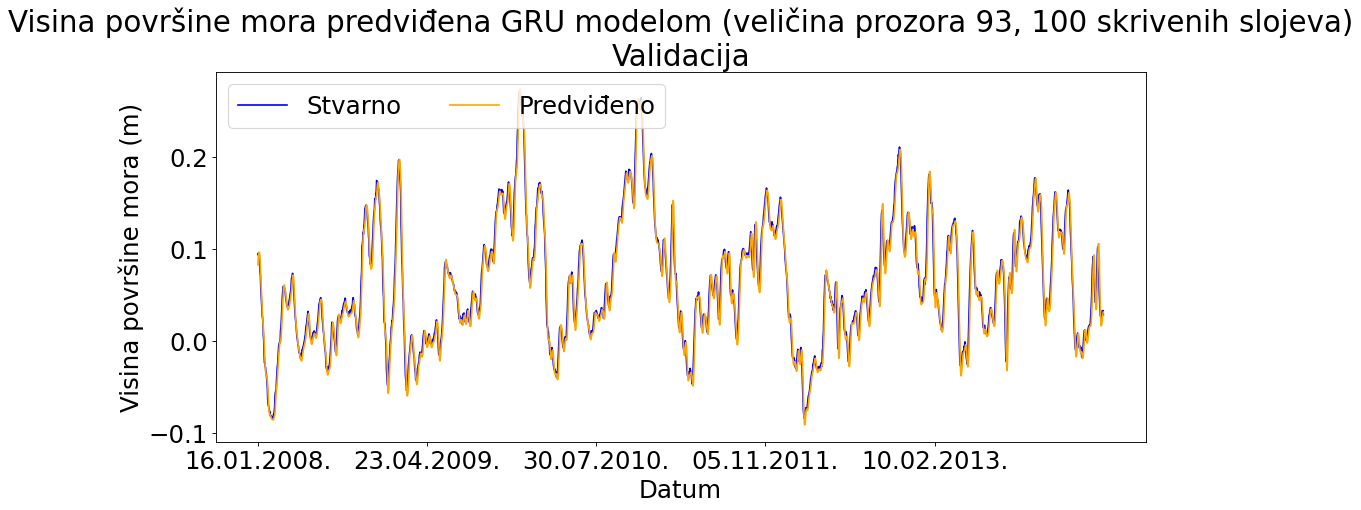 Visina površine mora predviđena GRU modelom (veličina prozora 93, 100 skrivenih slojeva)
Validacija
Stvarno
Predviđeno
Visina površine mora (m)
0.2
0.1
0.0
−0.1
16.01.2008.
23.04.2009.
30.07.2010.
05.11.2011.
10.02.2013.
Datum